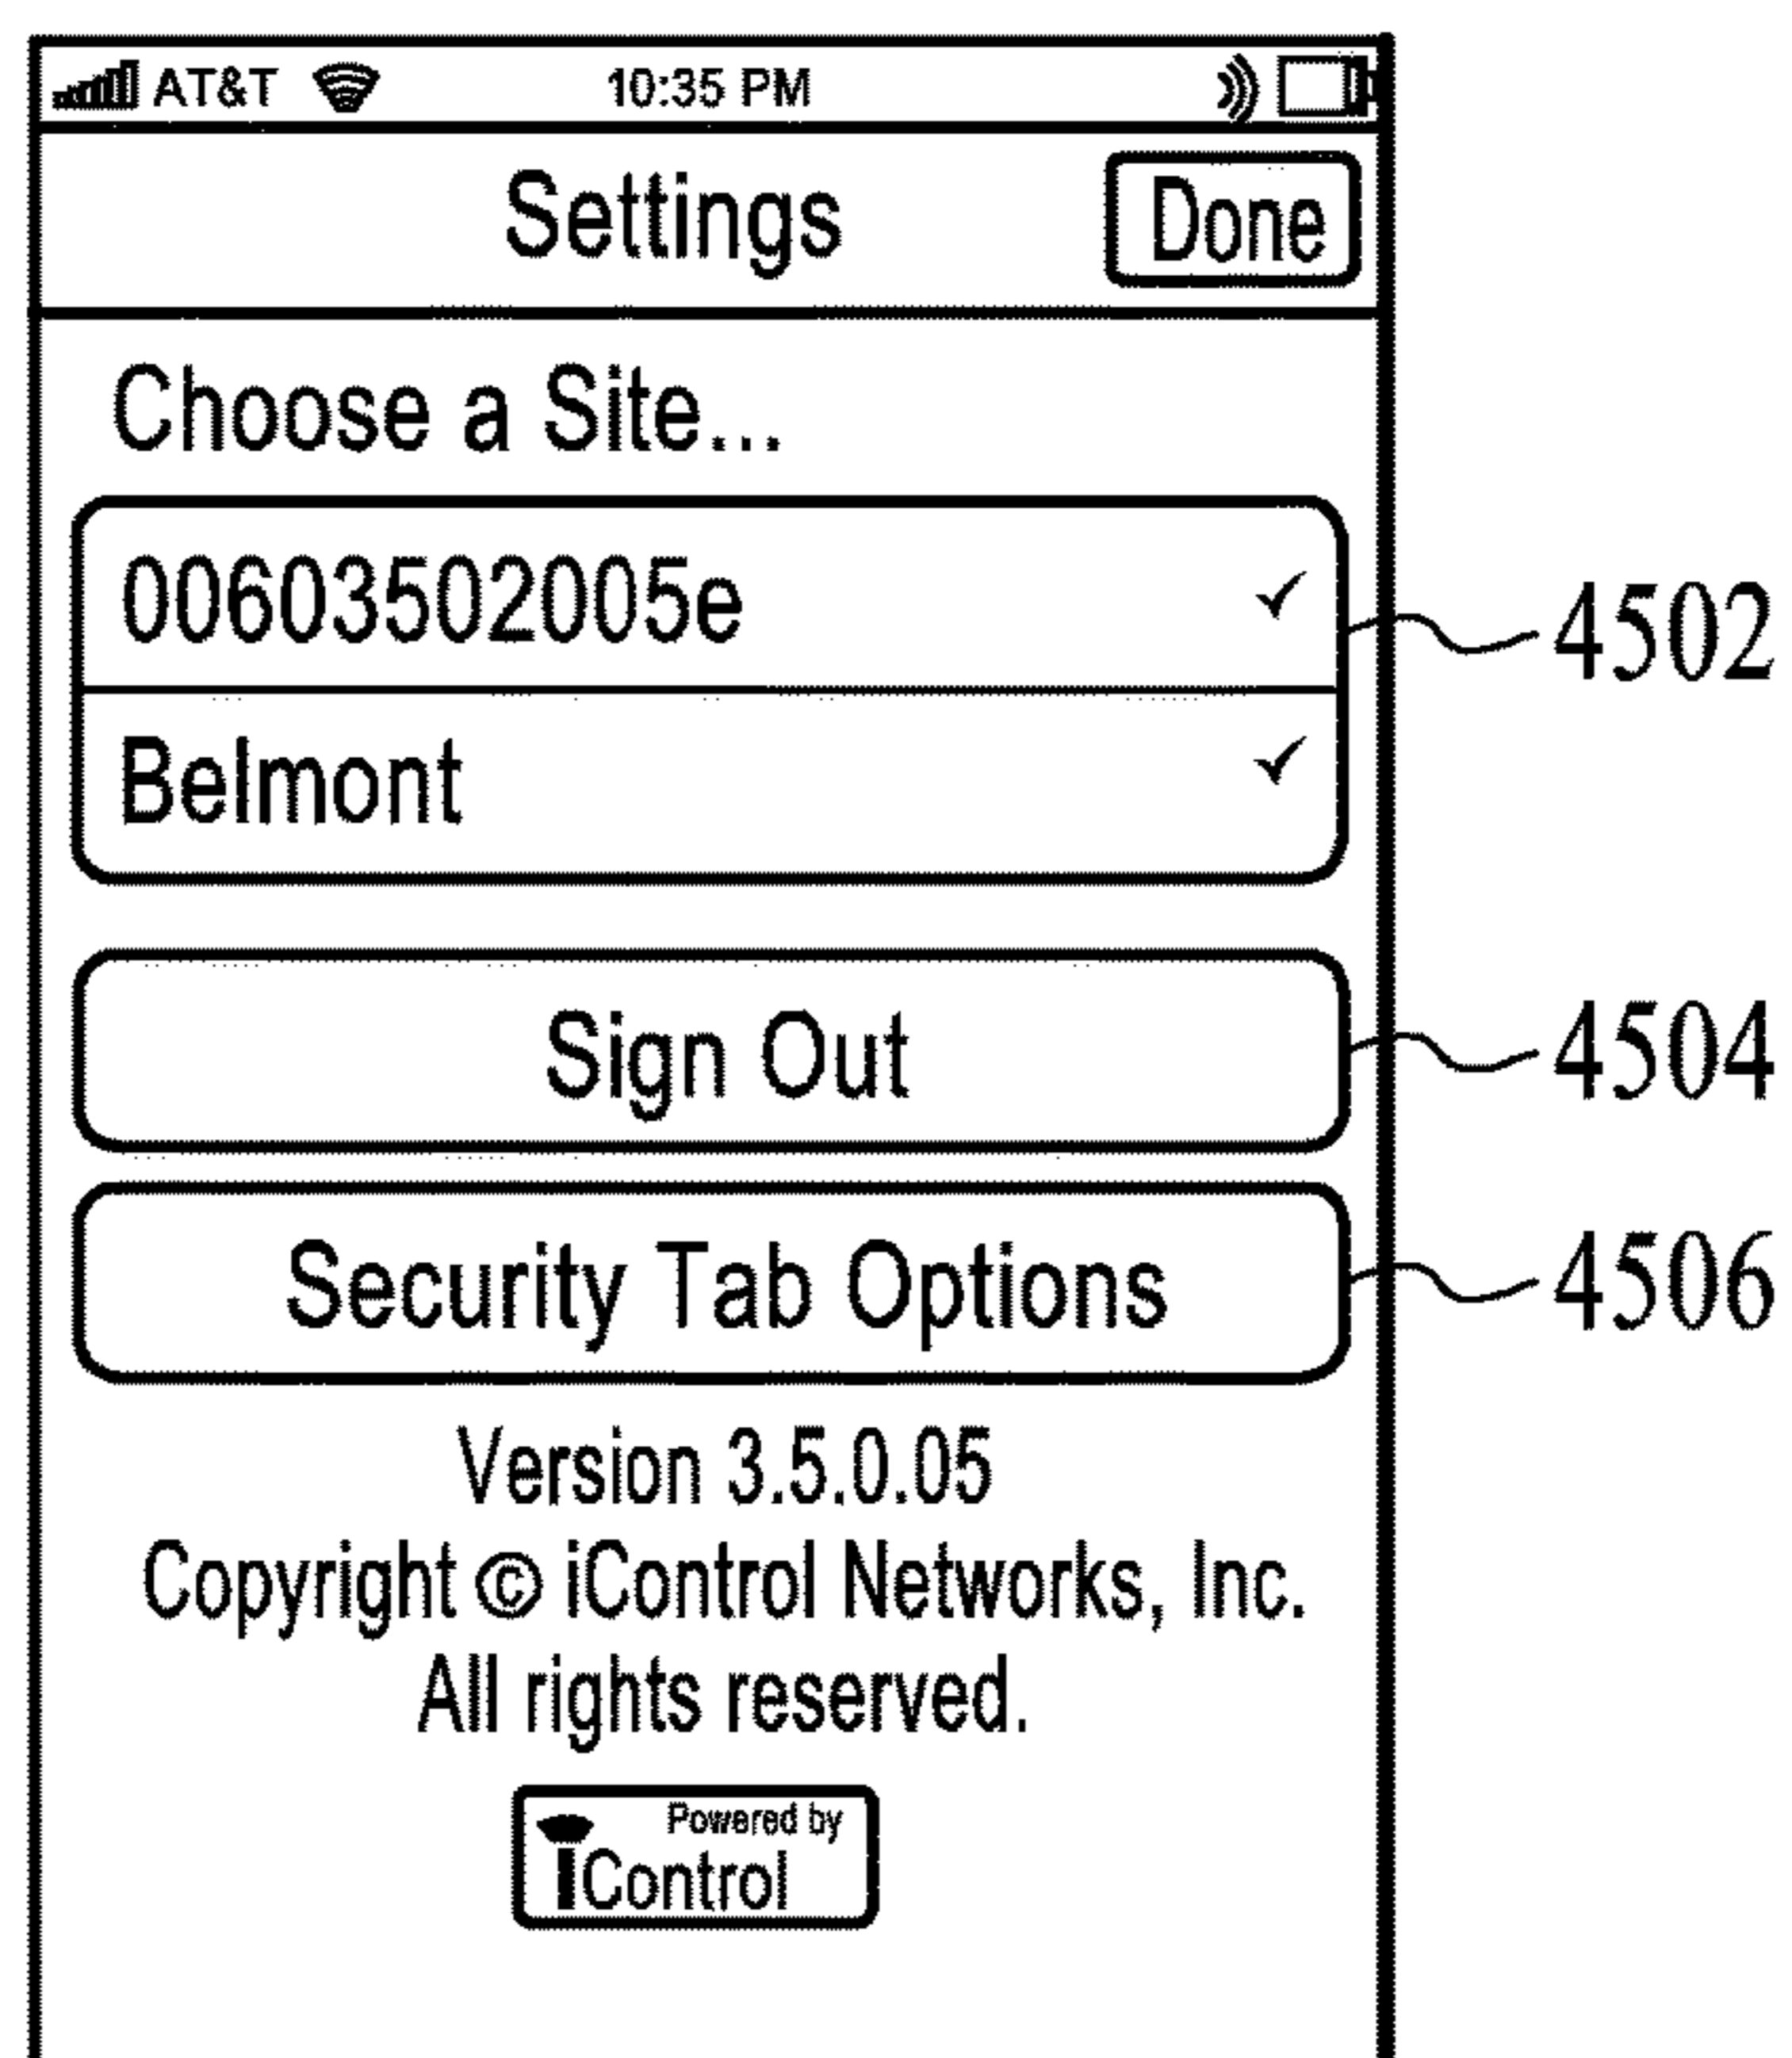 AT&T 10:35 PM
Settings Done
Choose a Site...
00603502005e ✓ 4502
Belmont ✓
Sign Out 4504
Security Tab Options 4506
Version 3.5.0.05
Copyright © iControl Networks, Inc.
All rights reserved.
Powered by
iControl